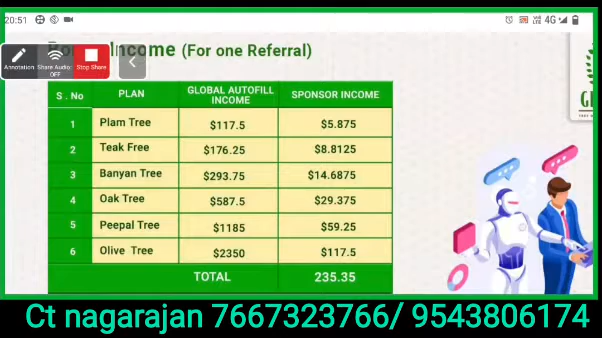 20:51 4G
Income (For one Referral)
Annotation Share Audio: OFF Stop Share
S . No PLAN GLOBAL AUTOFILL INCOME SPONSOR INCOME
1 Plam Tree $117.5 $5.875
2 Teak Free $176.25 $8.8125
3 Banyan Tree $293.75 $14.6875
4 Oak Tree $587.5 $29.375
5 Peepal Tree $1185 $59.25
6 Olive Tree $2350 $117.5
TOTAL 235.35
Ct nagarajan 7667323766/ 9543806174